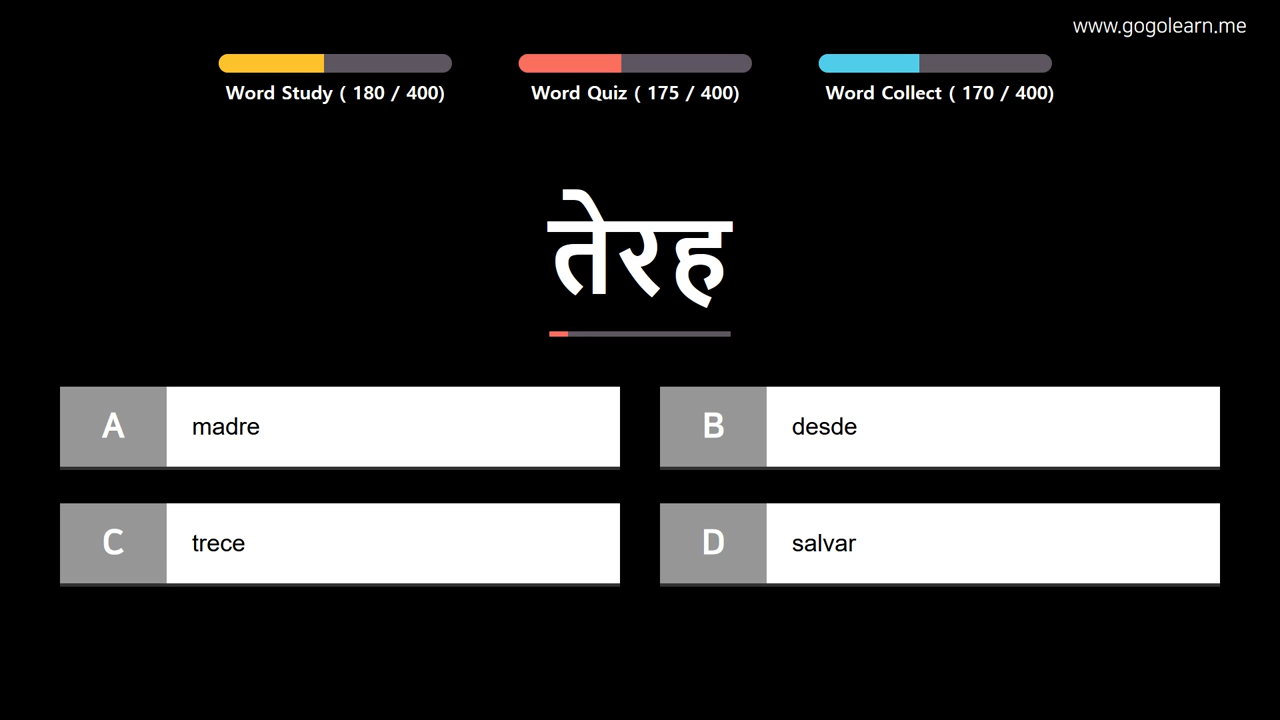 www.gogolearn.me
Word Study ( 180 / 400)
Word Quiz ( 175 / 400)
Word Collect ( 170 / 400)
तेरह
A madre
B desde
C trece
D salvar